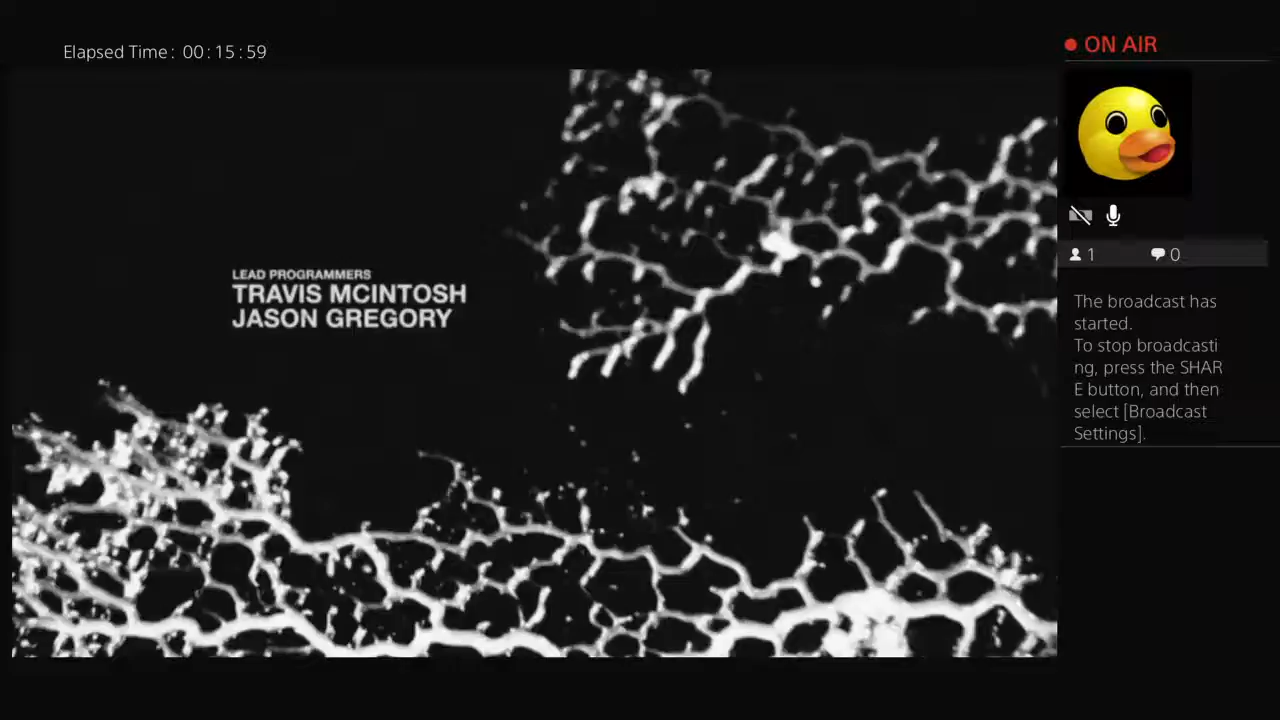 Elapsed Time: 00:15:59
ON AIR
LEAD PROGRAMMERS
TRAVIS MCINTOSH
JASON GREGORY
1
0
The broadcast has
started.
To stop broadcasti
ng, press the SHAR
E button, and then
select [Broadcast
Settings].